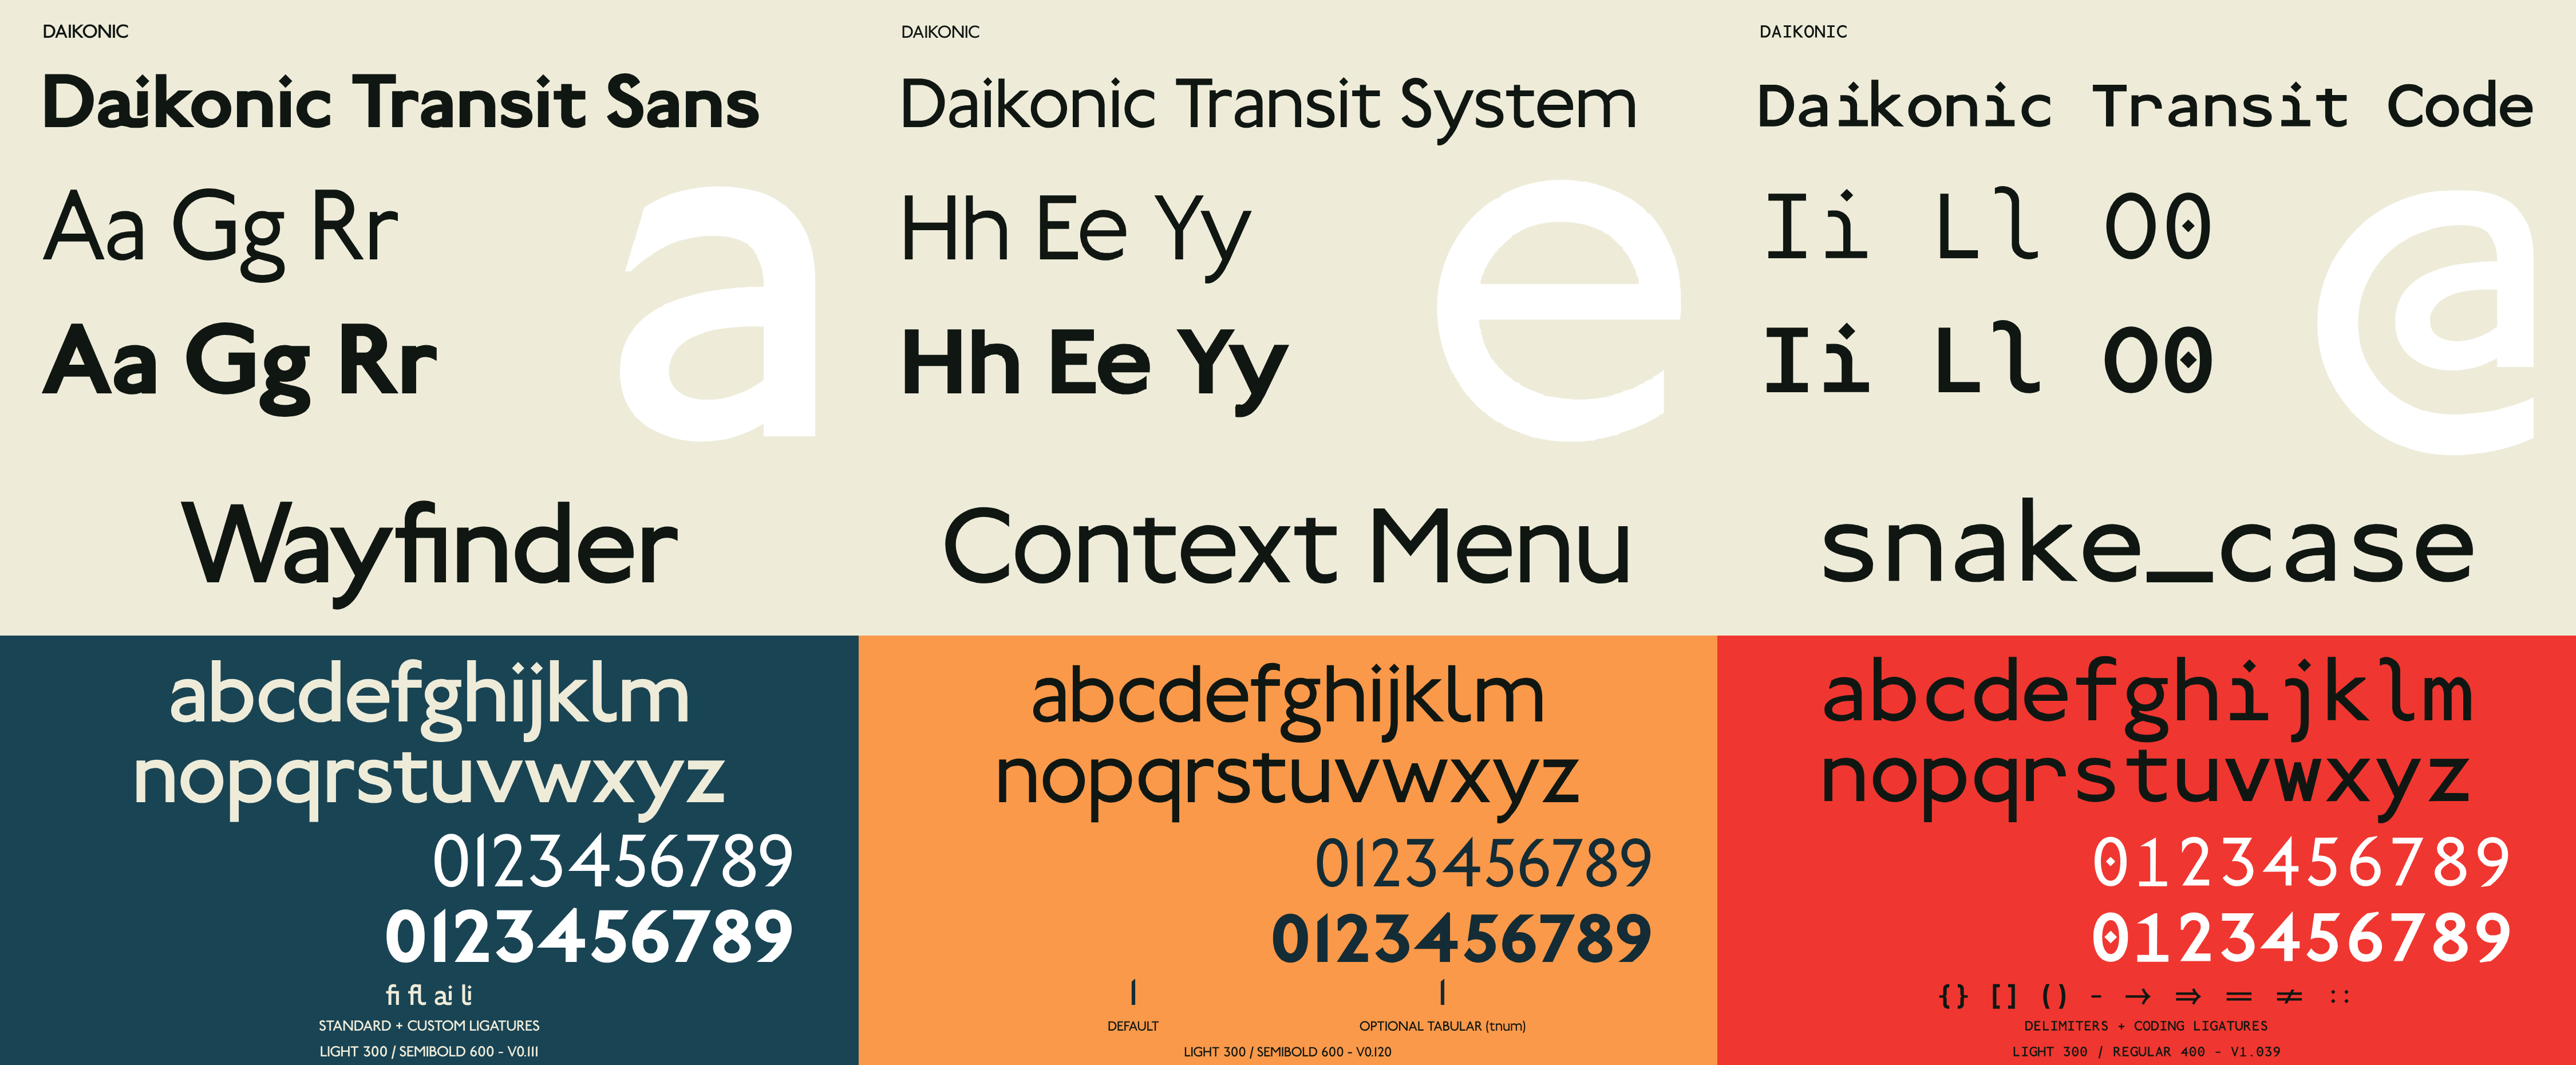 DAIKONIC
Daikonic Transit Sans
Aa Gg Rr
a
Aa Gg Rr
Wayfinder
abcdefghijklm
nopqrstuvwxyz
0123456789
0123456789
fi fl ai li
STANDARD + CUSTOM LIGATURES
LIGHT 300 / SEMIBOLD 600 - V0.111
DAIKONIC
Daikonic Transit System
Hh Ee Yy
e
Hh Ee Yy
Context Menu
abcdefghijklm
nopqrstuvwxyz
0123456789
0123456789
1 1
DEFAULT OPTIONAL TABULAR (tnum)
LIGHT 300 / SEMIBOLD 600 - V0.120
DAIKONIC
Daikonic Transit Code
Ii Ll O0
@
Ii Ll O0
snake_case
abcdefghijklm
nopqrstuvwxyz
0123456789
0123456789
{} [] () - → ⇒ == ≠ ::
DELIMITERS + CODING LIGATURES
LIGHT 300 / REGULAR 400 - V1.039